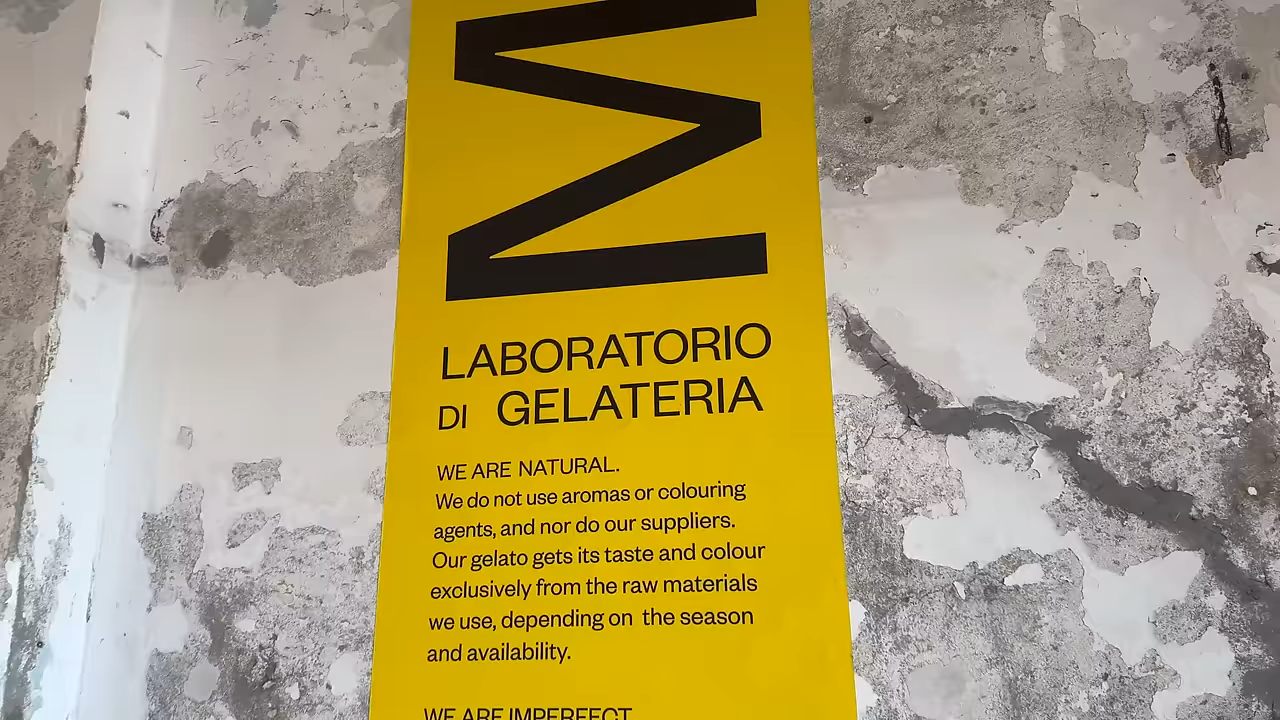 M
LABORATORIO
DI GELATERIA
WE ARE NATURAL.
We do not use aromas or colouring
agents, and nor do our suppliers.
Our gelato gets its taste and colour
exclusively from the raw materials
we use, depending on the season
and availability.
WE ARE IMPERFECT